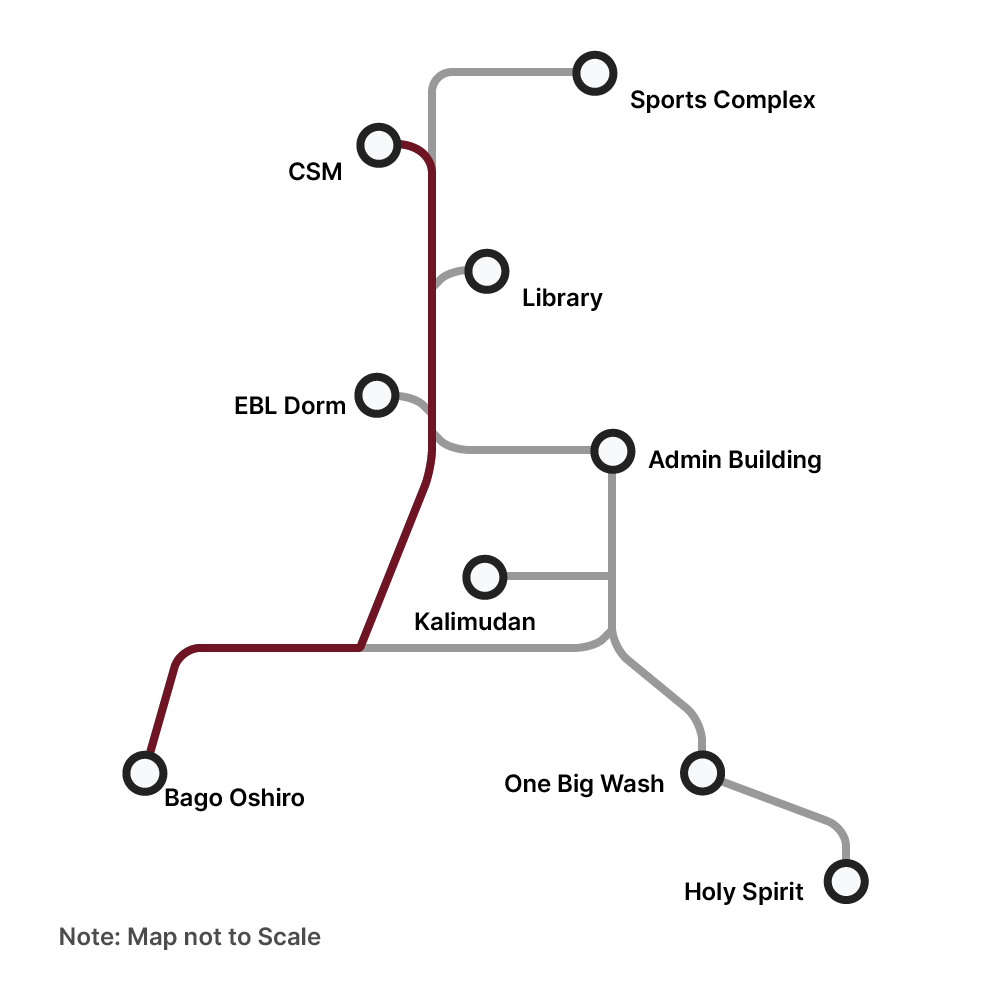 Sports Complex
CSM
Library
EBL Dorm
Admin Building
Kalimudan
One Big Wash
Bago Oshiro
Holy Spirit
Note: Map not to Scale